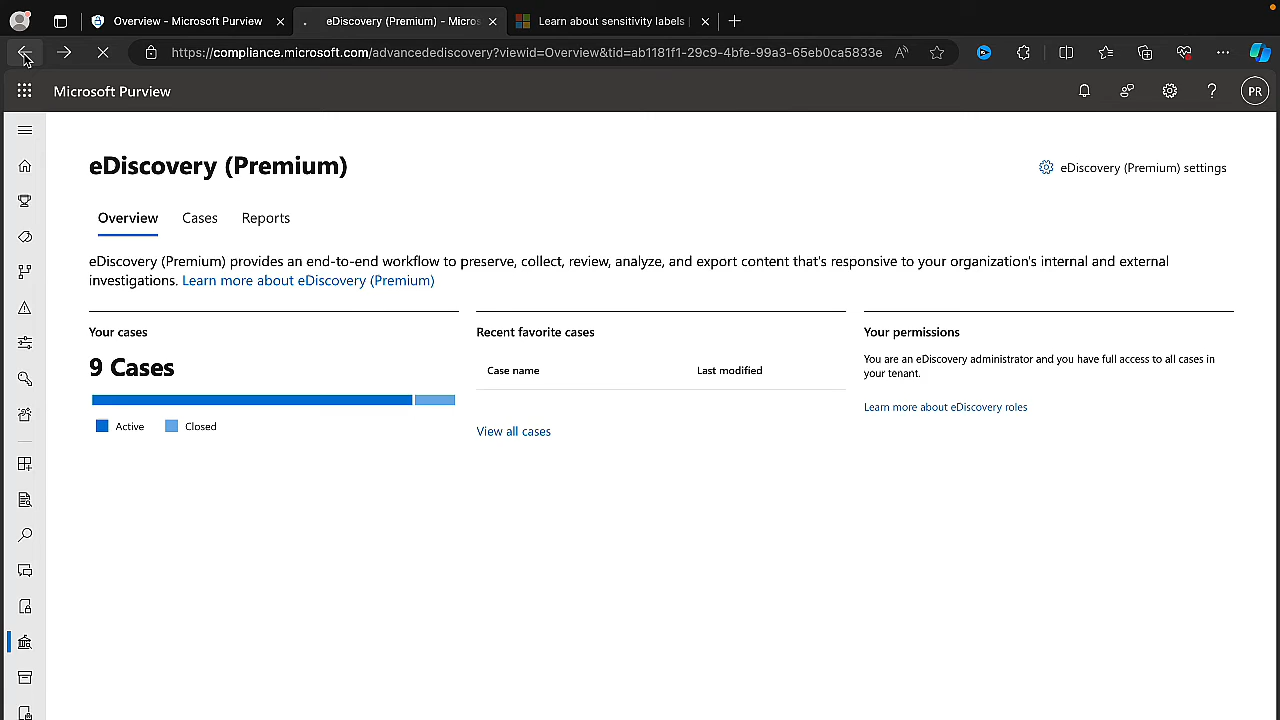 Overview - Microsoft Purview
eDiscovery (Premium) - Micros
Learn about sensitivity labels |
https://compliance.microsoft.com/advancedediscovery?viewid=Overview&tid=ab1181f1-29c9-4bfe-99a3-65eb0ca5833e
Microsoft Purview
PR
eDiscovery (Premium)
eDiscovery (Premium) settings
Overview
Cases
Reports
eDiscovery (Premium) provides an end-to-end workflow to preserve, collect, review, analyze, and export content that's responsive to your organization's internal and external
investigations. Learn more about eDiscovery (Premium)
Your cases
9 Cases
Active
Closed
Recent favorite cases
Case name
Last modified
View all cases
Your permissions
You are an eDiscovery administrator and you have full access to all cases in
your tenant.
Learn more about eDiscovery roles